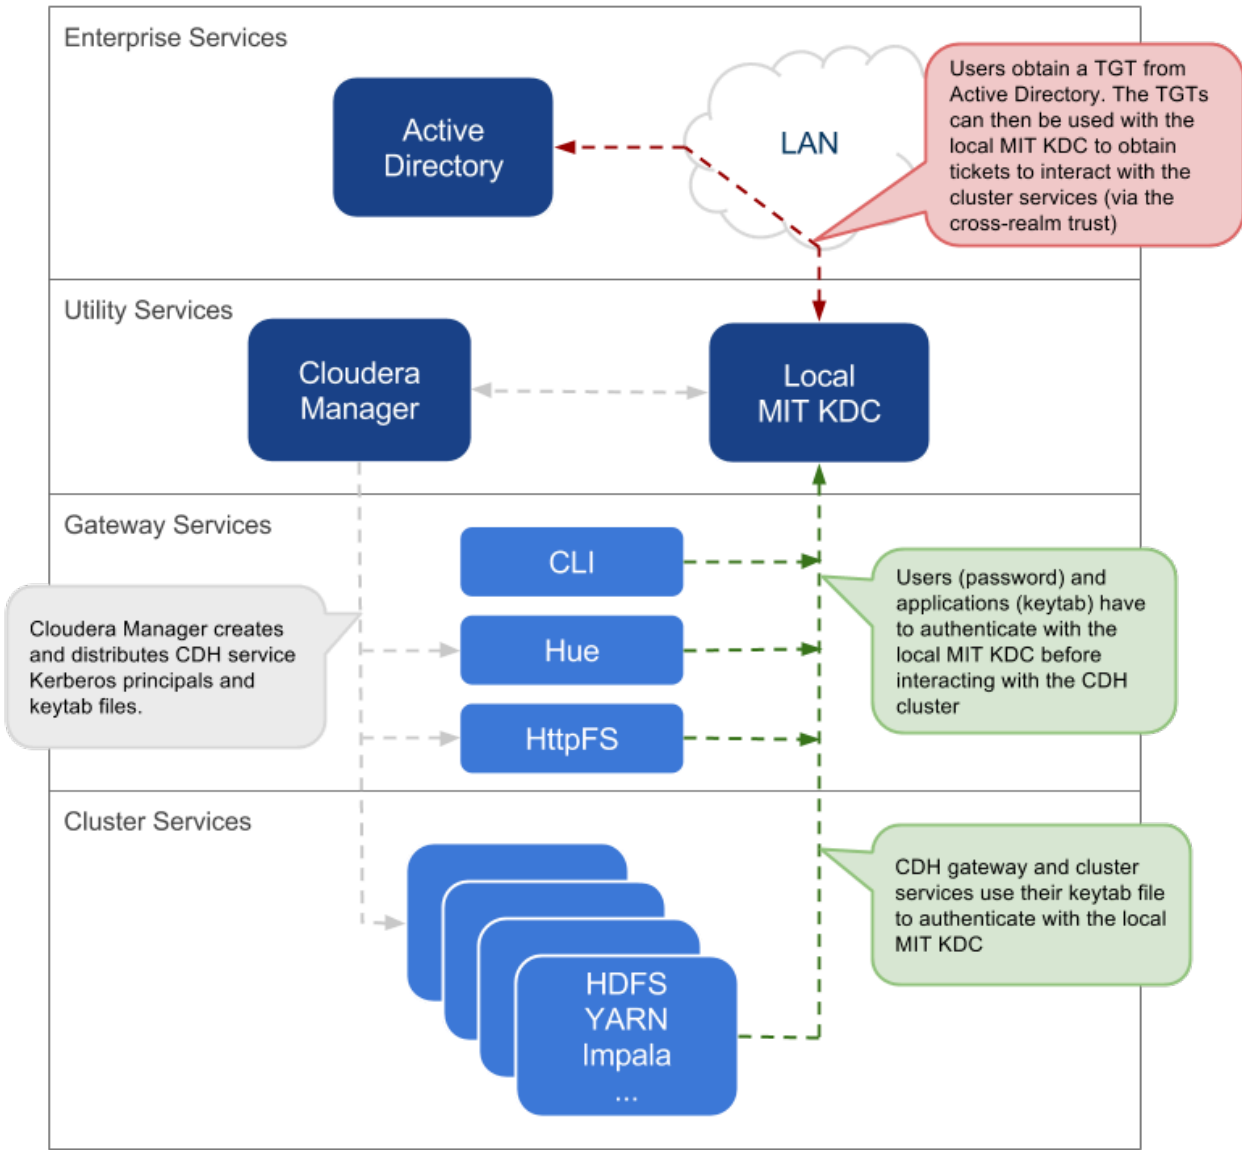 Enterprise Services
Active
Directory
LAN
Users obtain a TGT from
Active Directory. The TGTs
can then be used with the
local MIT KDC to obtain
tickets to interact with the
cluster services (via the
cross-realm trust)
Utility Services
Cloudera
Manager
Local
MIT KDC
Gateway Services
CLI
Hue
HttpFS
Cloudera Manager creates
and distributes CDH service
Kerberos principals and
keytab files.
Users (password) and
applications (keytab) have
to authenticate with the
local MIT KDC before
interacting with the CDH
cluster
Cluster Services
HDFS
YARN
Impala
...
CDH gateway and cluster
services use their keytab file
to authenticate with the local
MIT KDC